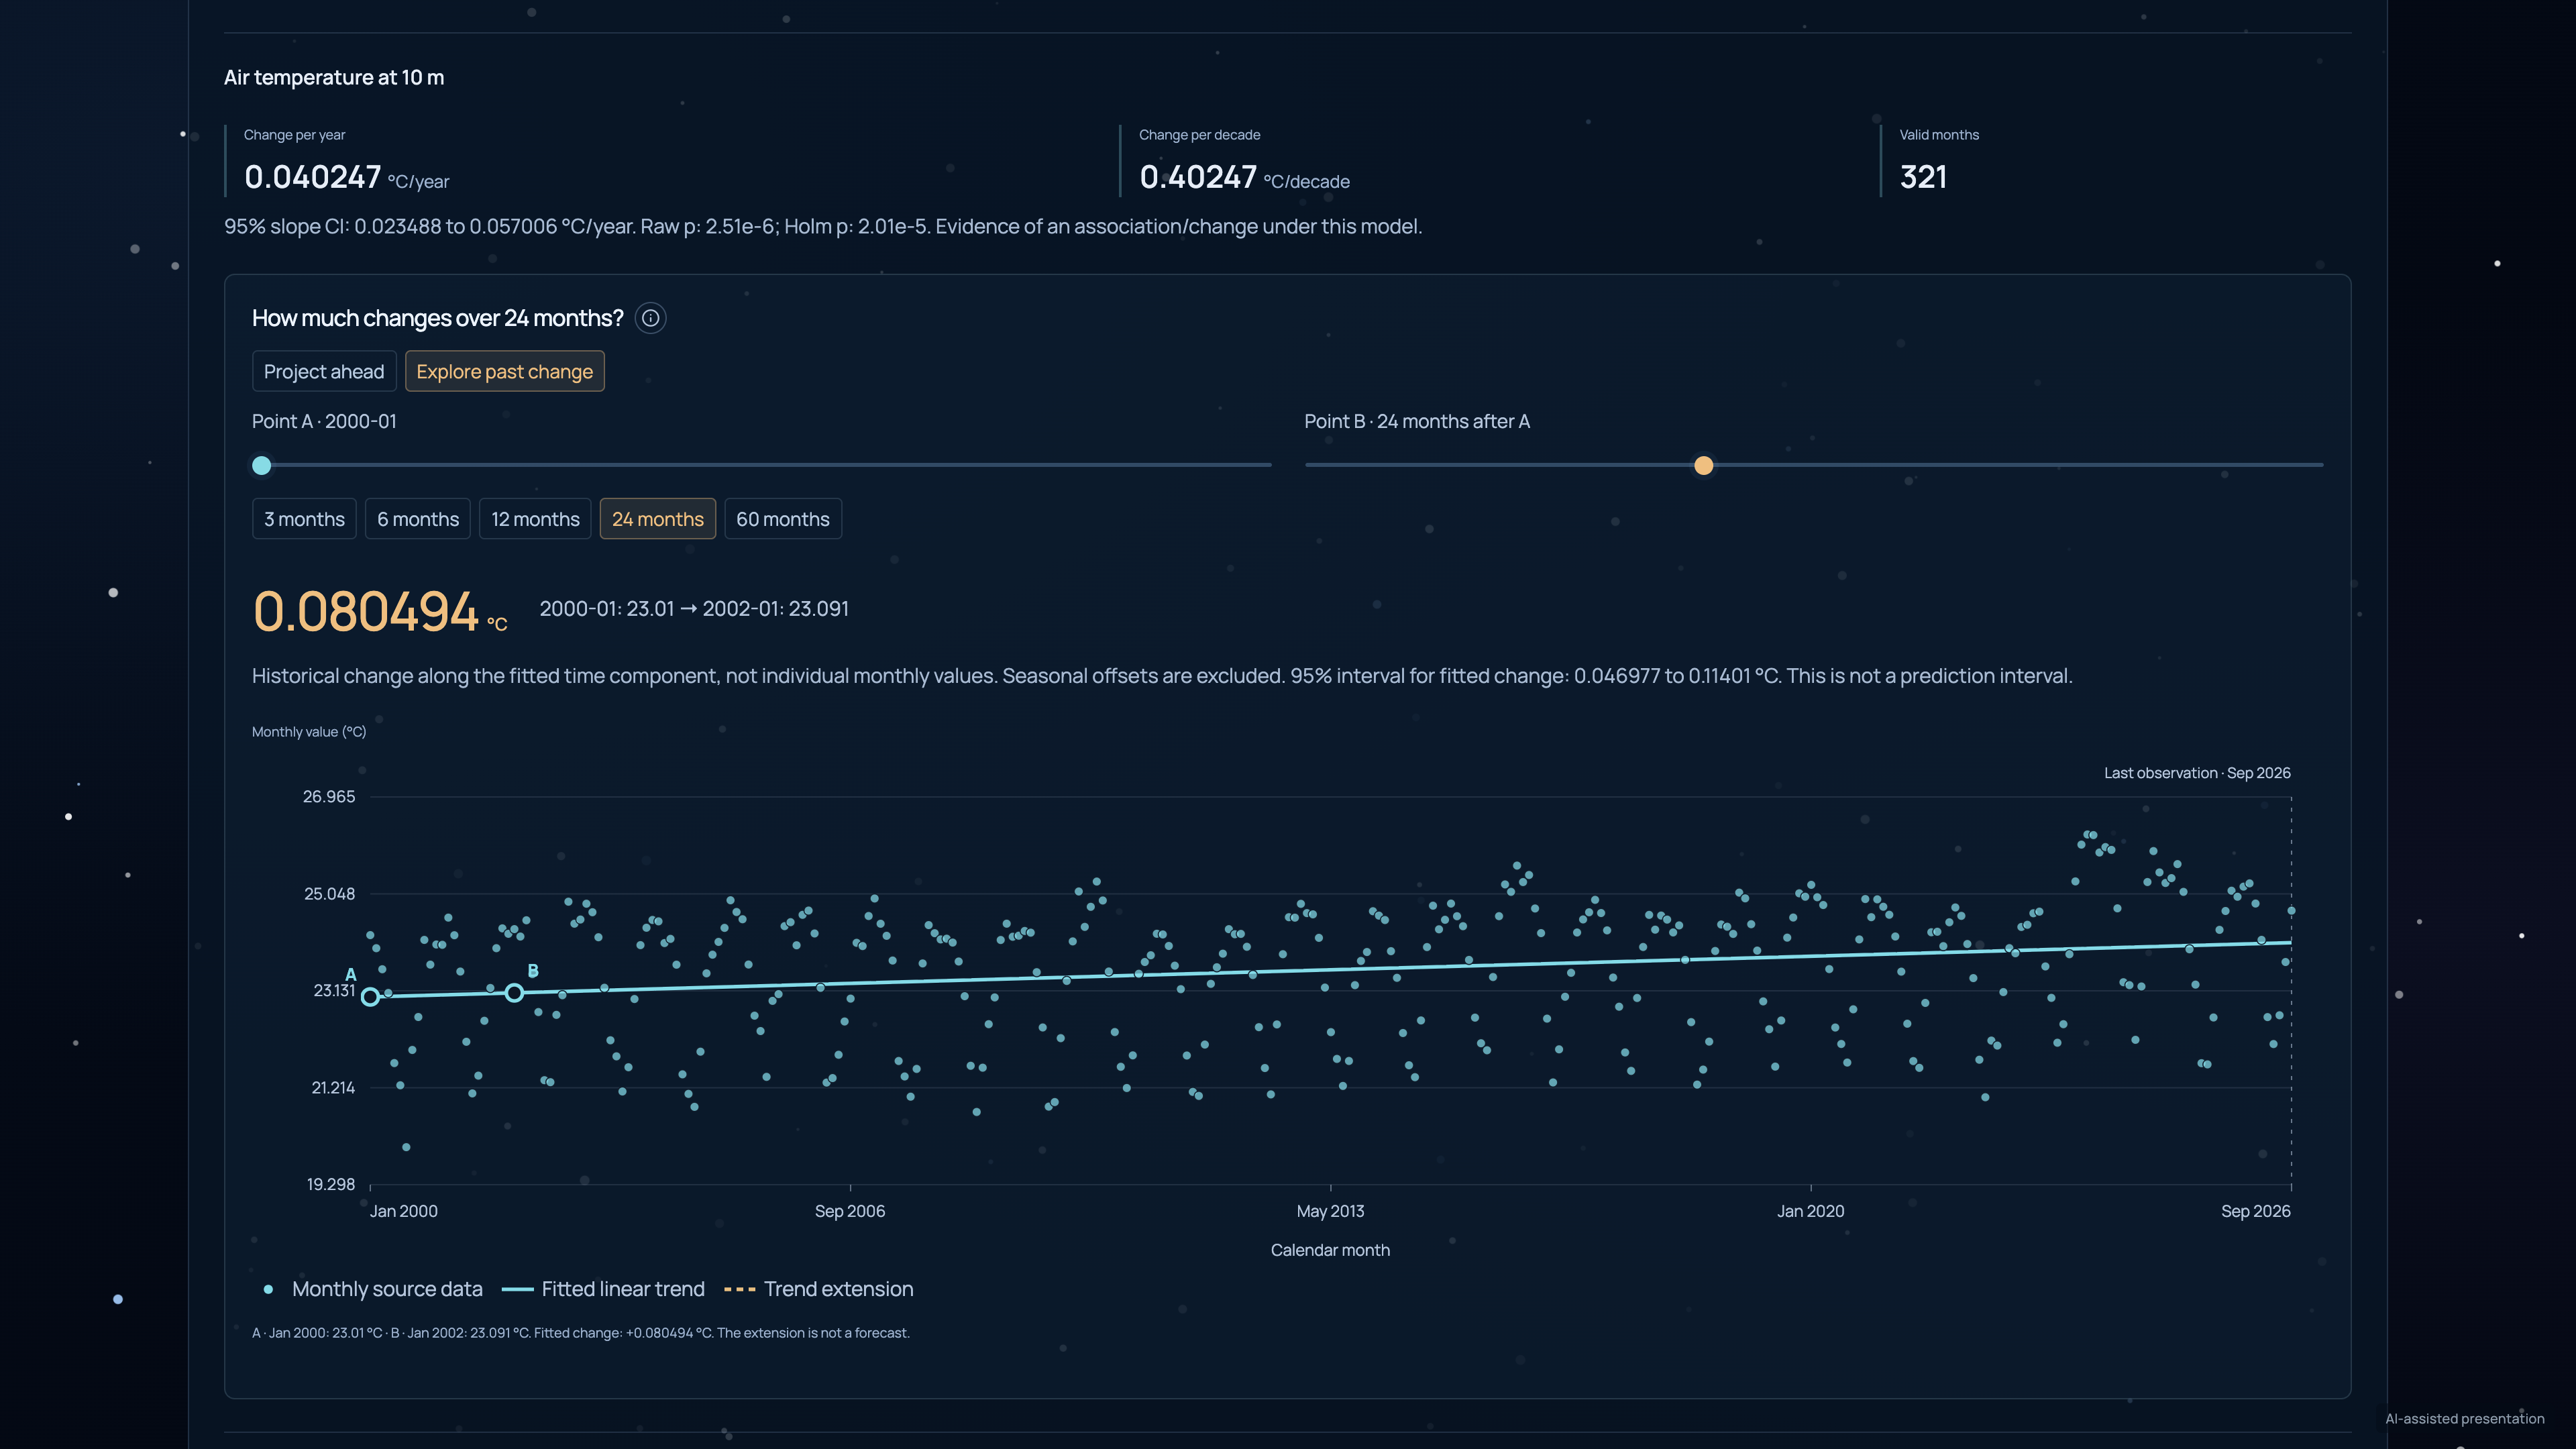 Air temperature at 10 m
Change per year
0.040247 °C/year
Change per decade
0.40247 °C/decade
Valid months
321
95% slope CI: 0.023488 to 0.057006 °C/year. Raw p: 2.51e-6; Holm p: 2.01e-5. Evidence of an association/change under this model.
How much changes over 24 months?
Project ahead
Explore past change
Point A · 2000-01
Point B · 24 months after A
3 months
6 months
12 months
24 months
60 months
0.080494 °C
2000-01: 23.01 → 2002-01: 23.091
Historical change along the fitted time component, not individual monthly values. Seasonal offsets are excluded. 95% interval for fitted change: 0.046977 to 0.11401 °C. This is not a prediction interval.
Monthly value (°C)
Last observation · Sep 2026
26.965
25.048
A
B
23.131
21.214
19.298
Jan 2000
Sep 2006
May 2013
Jan 2020
Sep 2026
Calendar month
Monthly source data
Fitted linear trend
Trend extension
A · Jan 2000: 23.01 °C · B · Jan 2002: 23.091 °C. Fitted change: +0.080494 °C. The extension is not a forecast.
AI-assisted presentation